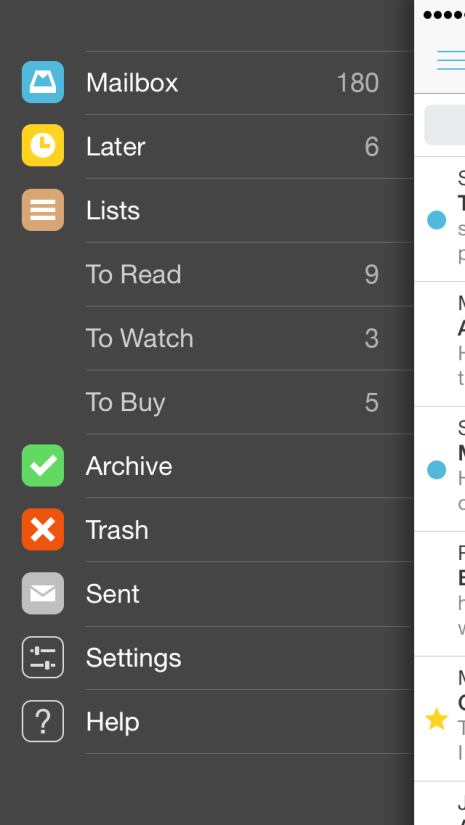 Mailbox 180
Later 6
Lists
To Read 9
To Watch 3
To Buy 5
Archive
Trash
Sent
Settings
? Help